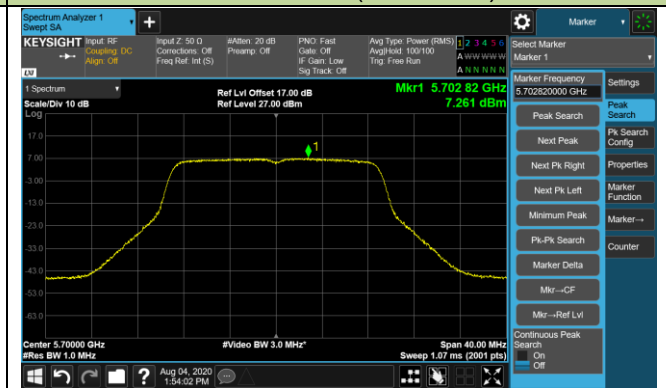 Spectrum Analyzer 1
Swept SA
Marker
KEYSIGHT
Input: RF
Coupling: DC
Align: Off
Input Z: 50 Ω
Corrections: Off
Freq Ref: Int (S)
#Atten: 20 dB
Preamp: Off
PNO: Fast
Gate: Off
IF Gain: Low
Sig Track: Off
Avg Type: Power (RMS)
Avg|Hold: 100/100
Trig: Free Run
1 2 3 4 5 6
A W W W W W
A N N N N N
LXI
Select Marker
Marker 1
1 Spectrum
Scale/Div 10 dB
Log
Ref Lvl Offset 17.00 dB
Ref Level 27.00 dBm
Mkr1 5.702 82 GHz
7.261 dBm
17.0
7.00
-3.00
-13.0
-23.0
-33.0
-43.0
-53.0
-63.0
1
Center 5.70000 GHz
#Res BW 1.0 MHz
#Video BW 3.0 MHz*
Span 40.00 MHz
Sweep 1.07 ms (2001 pts)
Marker Frequency
5.702820000 GHz
Peak Search
Next Peak
Next Pk Right
Next Pk Left
Minimum Peak
Pk-Pk Search
Marker Delta
Mkr→CF
Mkr→Ref Lvl
Continuous Peak
Search
On
Off
Settings
Peak
Search
Pk Search
Config
Properties
Marker
Function
Marker→
Counter
?
Aug 04, 2020
1:54:02 PM